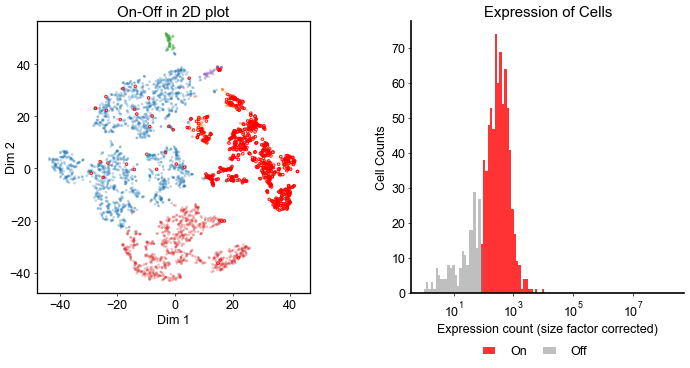 On-Off in 2D plot
40
20
0
−20
−40
Dim 2
−40 −20 0 20 40
Dim 1
Expression of Cells
70
60
50
40
30
20
10
0
Cell Counts
10¹ 10³ 10⁵ 10⁷
Expression count (size factor corrected)
On Off